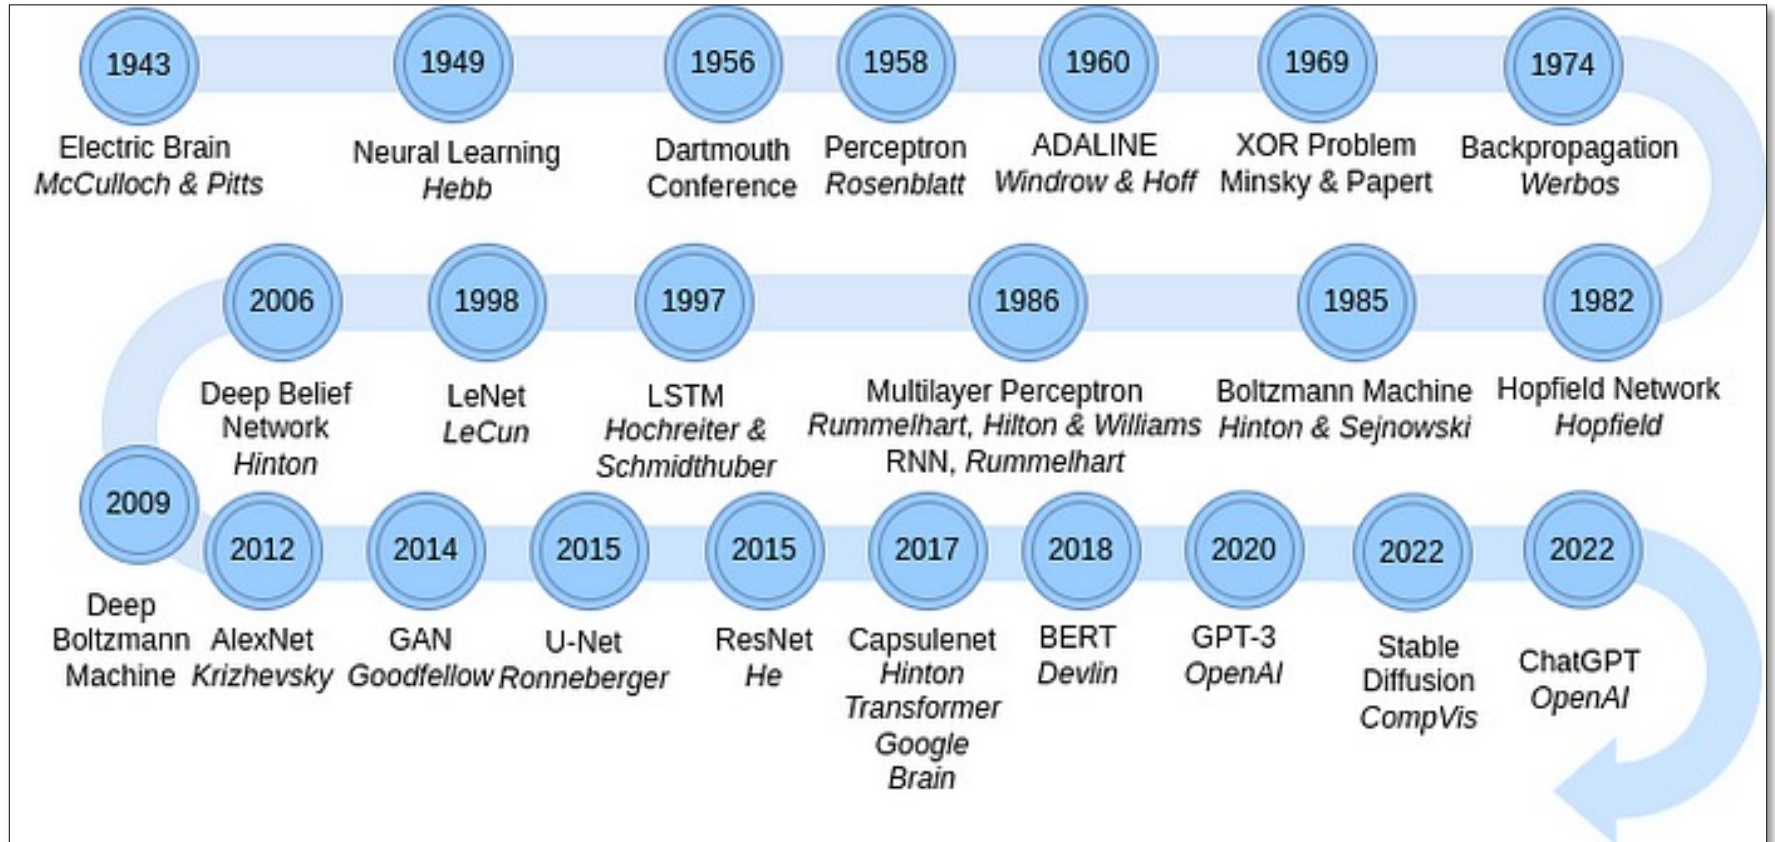 1943
Electric Brain
McCulloch & Pitts
1949
Neural Learning
Hebb
1956
Dartmouth
Conference
1958
Perceptron
Rosenblatt
1960
ADALINE
Windrow & Hoff
1969
XOR Problem
Minsky & Papert
1974
Backpropagation
Werbos
1982
Hopfield Network
Hopfield
1985
Boltzmann Machine
Hinton & Sejnowski
1986
Multilayer Perceptron
Rummelhart, Hilton & Williams
RNN, Rummelhart
1997
LSTM
Hochreiter &
Schmidthuber
1998
LeNet
LeCun
2006
Deep Belief
Network
Hinton
2009
Deep
Boltzmann
Machine
2012
AlexNet
Krizhevsky
2014
GAN
Goodfellow
2015
U-Net
Ronneberger
2015
ResNet
He
2017
Capsulenet
Hinton
Transformer
Google
Brain
2018
BERT
Devlin
2020
GPT-3
OpenAI
2022
Stable
Diffusion
CompVis
2022
ChatGPT
OpenAI